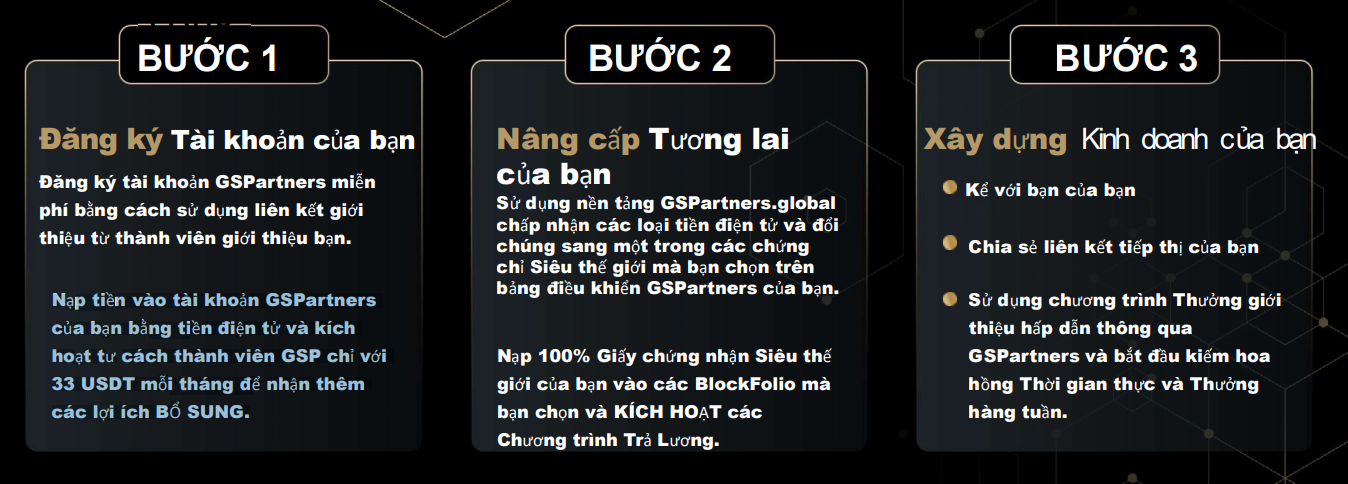 BƯỚC 1
Đăng ký Tài khoản của bạn
Đăng ký tài khoản GSPartners miễn
phí bằng cách sử dụng liên kết giới
thiệu từ thành viên giới thiệu bạn.
Nạp tiền vào tài khoản GSPartners
của bạn bằng tiền điện tử và kích
hoạt tư cách thành viên GSP chỉ với
33 USDT mỗi tháng để nhận thêm
các lợi ích BỔ SUNG.
BƯỚC 2
Nâng cấp Tương lai
của bạn
Sử dụng nền tảng GSPartners.global
chấp nhận các loại tiền điện tử và đổi
chúng sang một trong các chứng
chỉ Siêu thế giới mà bạn chọn trên
bảng điều khiển GSPartners của bạn.
Nạp 100% Giấy chứng nhận Siêu thế
giới của bạn vào các BlockFolio mà
bạn chọn và KÍCH HOẠT các
Chương trình Trả Lương.
BƯỚC 3
Xây dựng Kinh doanh của bạn
Kể với bạn của bạn
Chia sẻ liên kết tiếp thị của bạn
Sử dụng chương trình Thưởng giới
thiệu hấp dẫn thông qua
GSPartners và bắt đầu kiếm hoa
hồng Thời gian thực và Thưởng
hàng tuần.